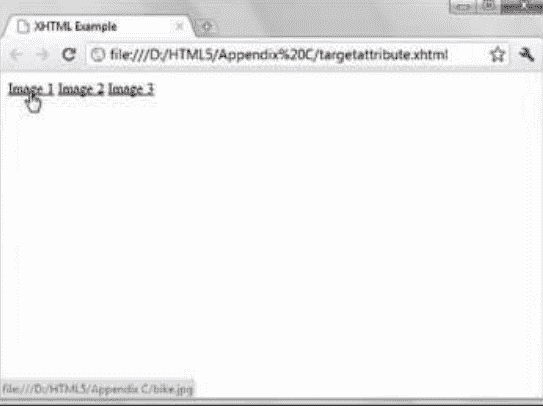 XHTML Example
file:///D:/HTML5/Appendix%20C/targetattribute.xhtml
Image 1 Image 2 Image 3
file:///D:/HTML5/Appendix C/bike.jpg